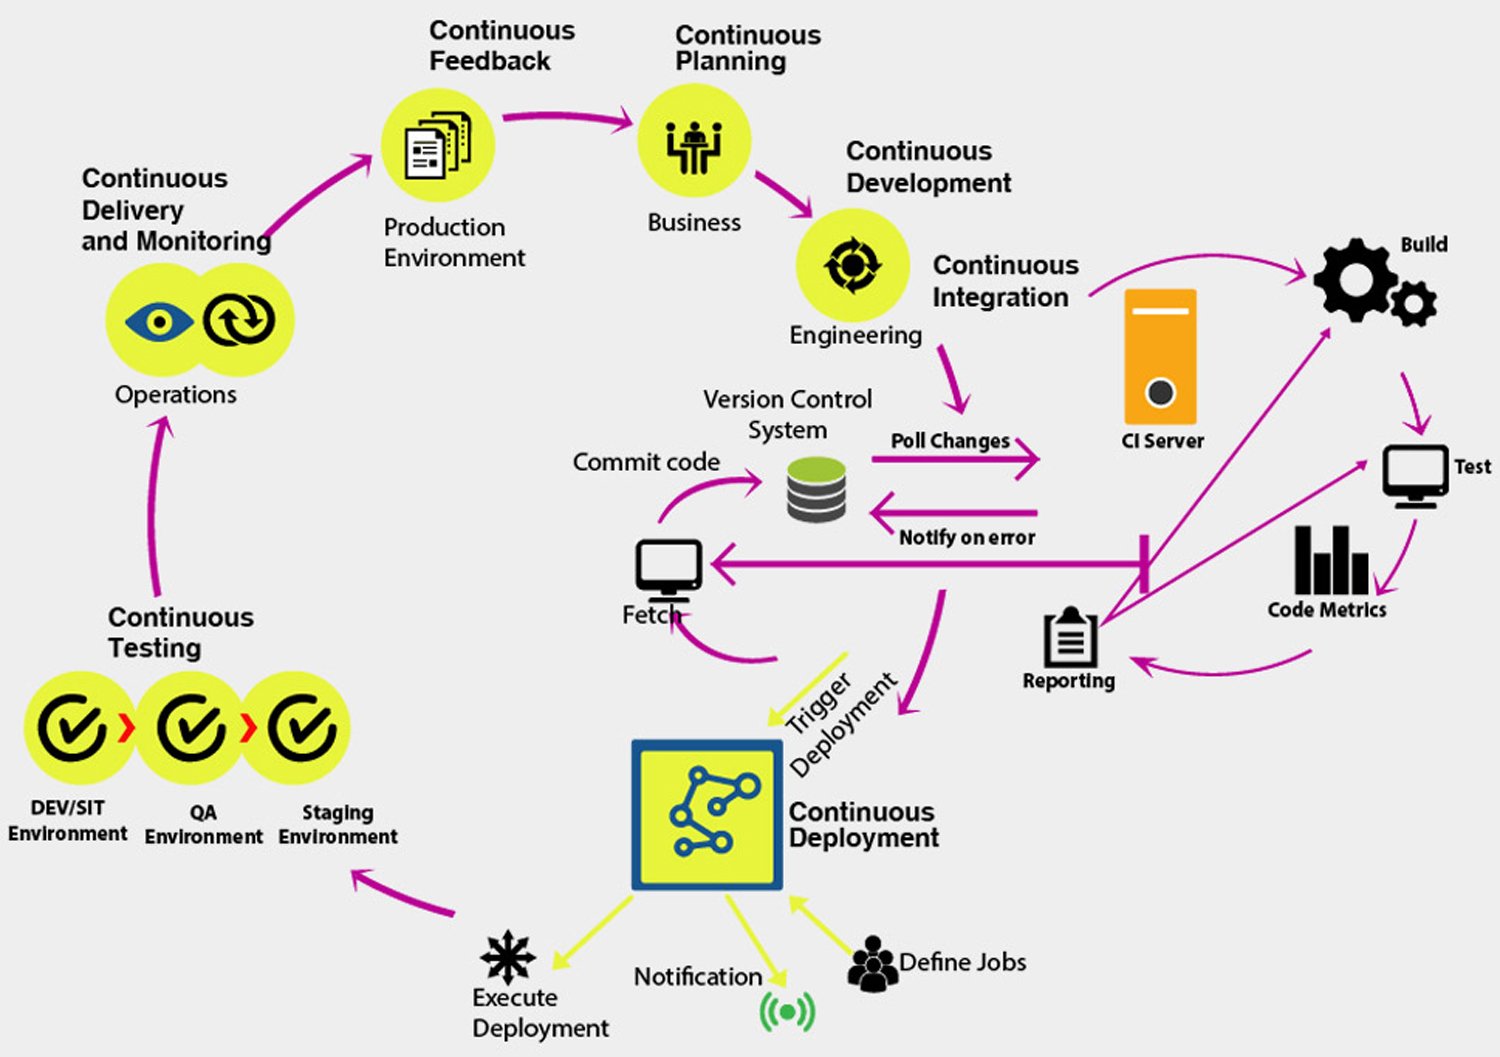 Continuous
Feedback
Continuous
Planning
Continuous
Development
Continuous
Delivery
and Monitoring
Production
Environment
Business
Build
Continuous
Integration
Engineering
Operations
Version Control
System
Poll Changes
CI Server
Commit code
Test
Notify on error
Code Metrics
Fetch
Continuous
Testing
Reporting
Trigger
Deployment
DEV/SIT
Environment
QA
Environment
Staging
Environment
Continuous
Deployment
Execute
Deployment
Notification
Define Jobs